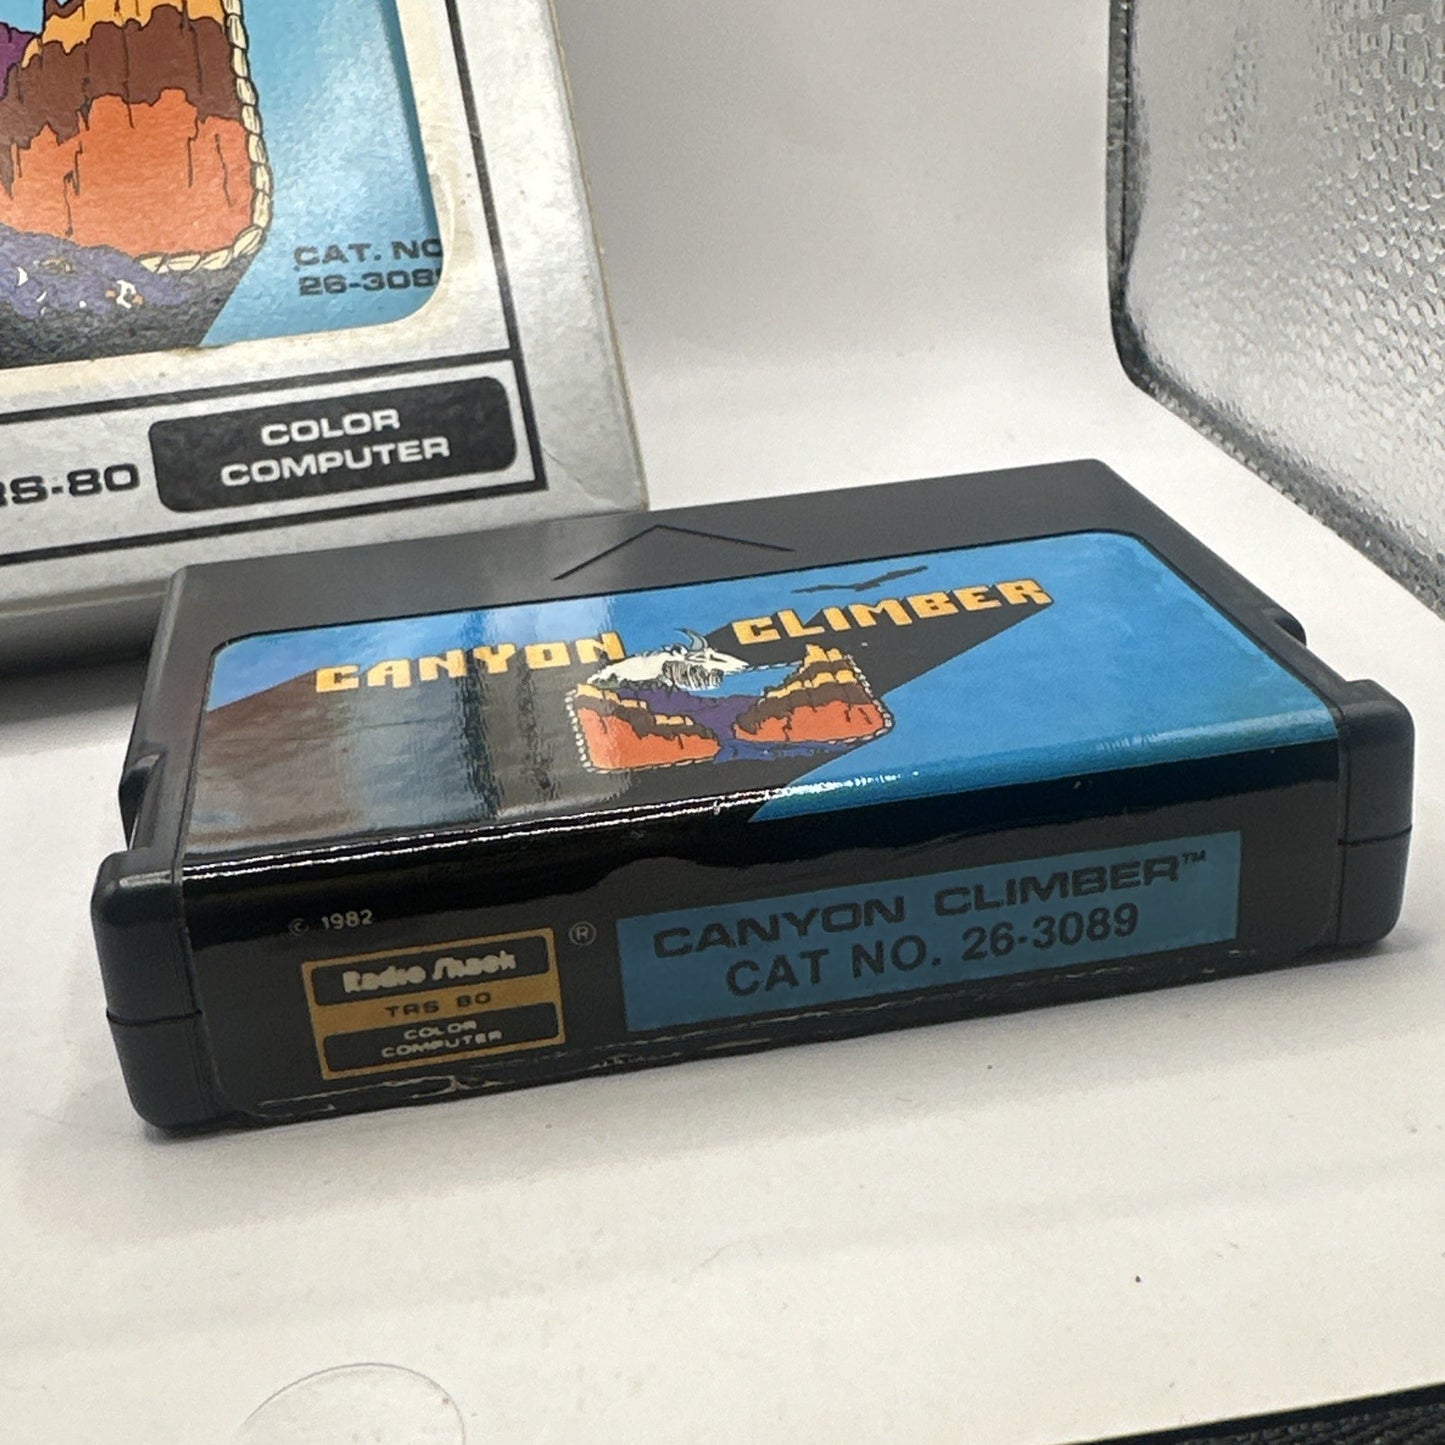 CAT. NO
26-308
RS-80
COLOR
COMPUTER
CANYON CLIMBER
© 1982
Radio Shack
®
TRS 80
COLOR
COMPUTER
CANYON CLIMBER™
CAT NO. 26-3089